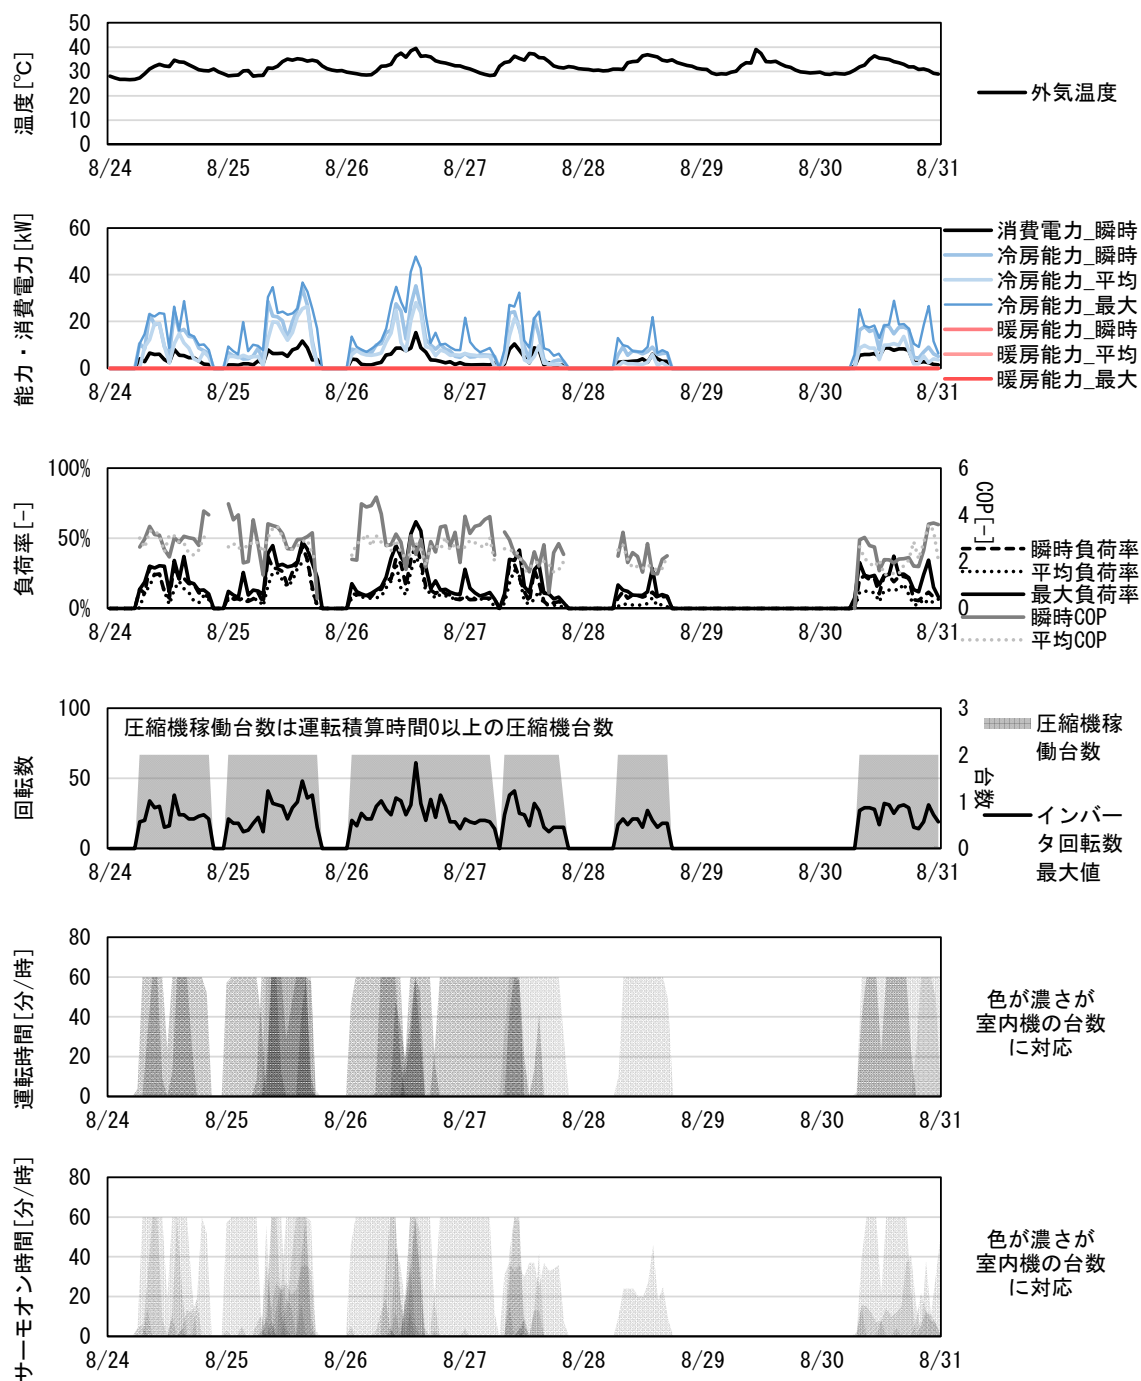 温度[℃]
50
40
30
20
10
0
8/24 8/25 8/26 8/27 8/28 8/29 8/30 8/31
外気温度
能力・消費電力[kW]
60
40
20
0
8/24 8/25 8/26 8/27 8/28 8/29 8/30 8/31
消費電力_瞬時
冷房能力_瞬時
冷房能力_平均
冷房能力_最大
暖房能力_瞬時
暖房能力_平均
暖房能力_最大
負荷率[-]
100%
50%
0%
8/24 8/25 8/26 8/27 8/28 8/29 8/30 8/31
6
4
2
0
COP[-]
瞬時負荷率
平均負荷率
最大負荷率
瞬時COP
平均COP
回転数
100
50
0
圧縮機稼働台数は運転積算時間0以上の圧縮機台数
8/24 8/25 8/26 8/27 8/28 8/29 8/30 8/31
3
2
1
0
台数
圧縮機稼
働台数
インバー
タ回転数
最大値
運転時間[分/時]
80
60
40
20
0
8/24 8/25 8/26 8/27 8/28 8/29 8/30 8/31
色が濃さが
室内機の台数
に対応
サーモオン時間[分/時]
80
60
40
20
0
8/24 8/25 8/26 8/27 8/28 8/29 8/30 8/31
色が濃さが
室内機の台数
に対応